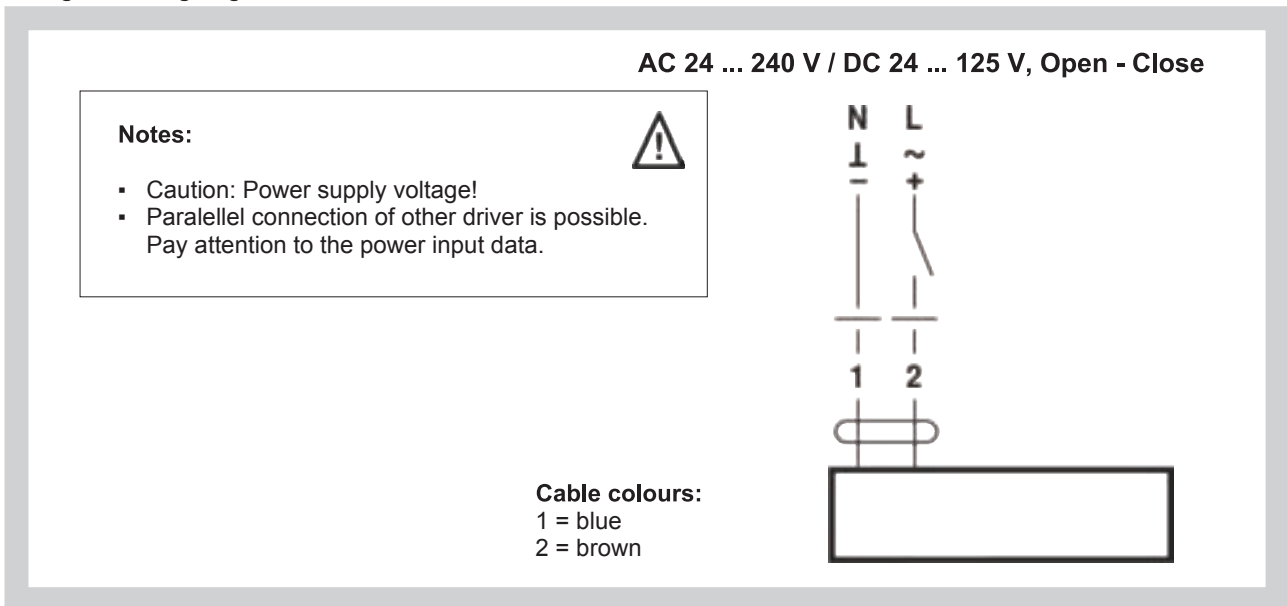 AC 24 ... 240 V / DC 24 ... 125 V, Open - Close
Notes:
▪ Caution: Power supply voltage!
▪ Paralellel connection of other driver is possible.
Pay attention to the power input data.
N L
⊥ ~
− +
1 2
Cable colours:
1 = blue
2 = brown